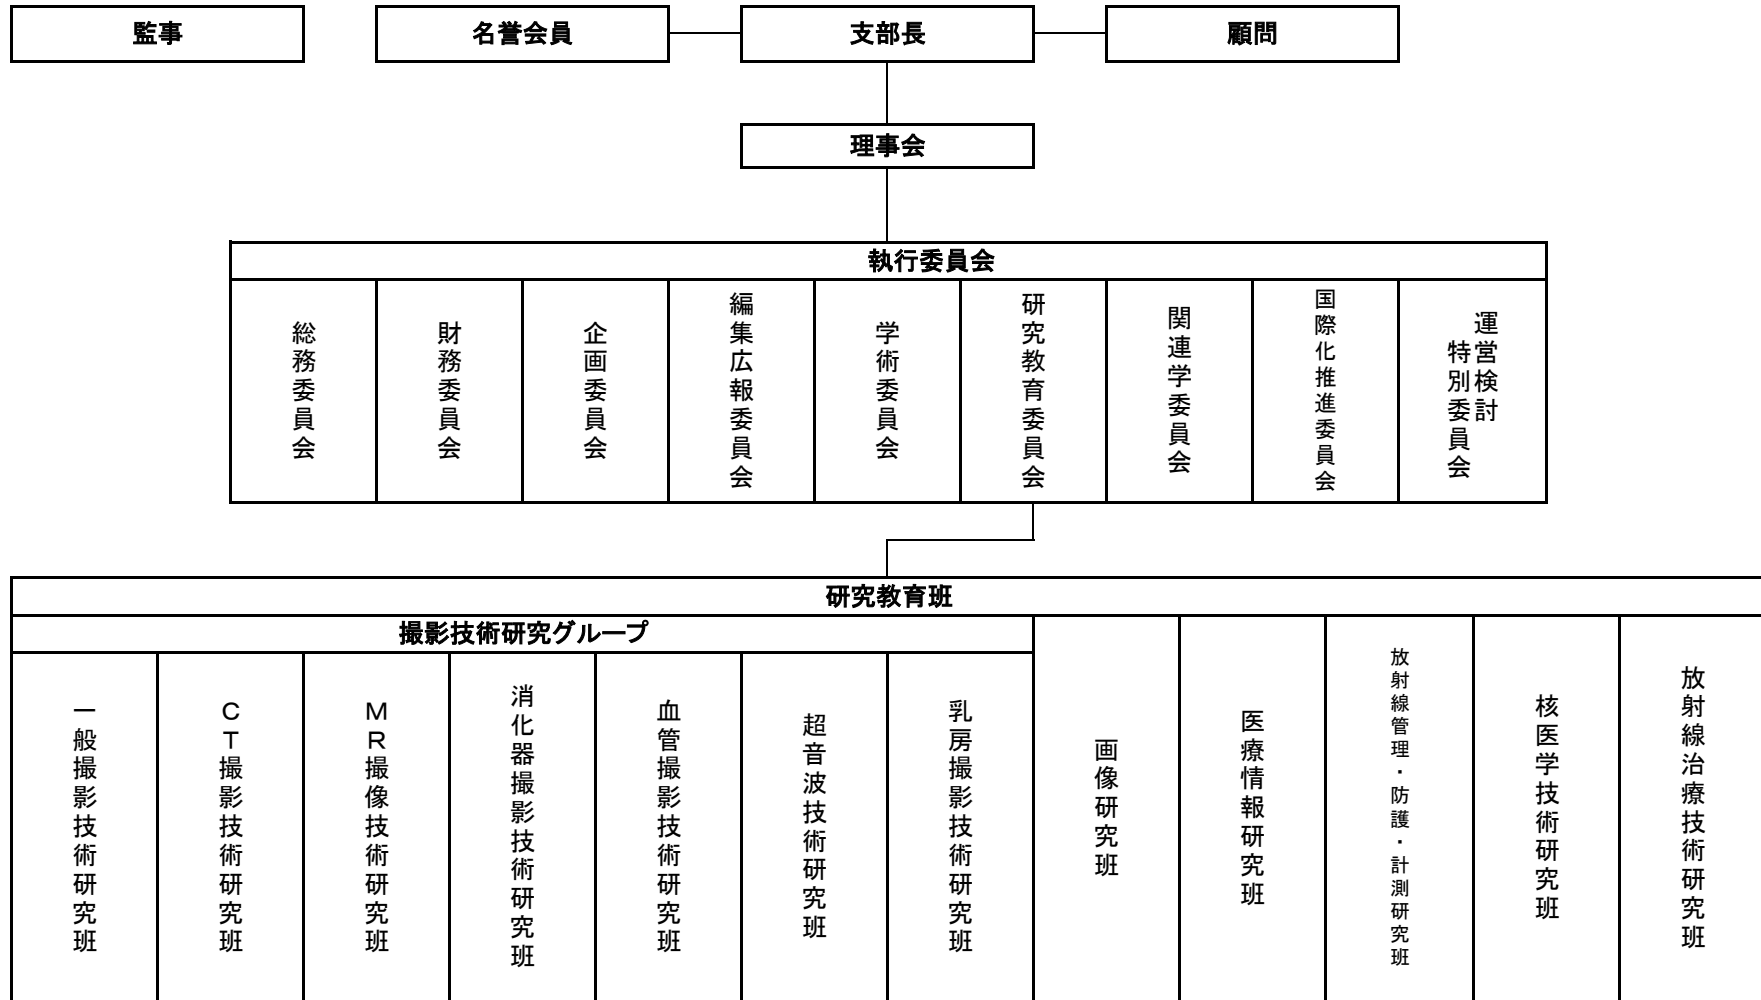 監事
名誉会員
支部長
顧問
理事会
執行委員会
総務委員会
財務委員会
企画委員会
編集広報委員会
学術委員会
研究教育委員会
関連学委員会
国際化推進委員会
運営検討
特別委員会
研究教育班
撮影技術研究グループ
一般撮影技術研究班
CT撮影技術研究班
MR撮像技術研究班
消化器撮影技術研究班
血管撮影技術研究班
超音波技術研究班
乳房撮影技術研究班
画像研究班
医療情報研究班
放射線管理・防護・計測研究班
核医学技術研究班
放射線治療技術研究班